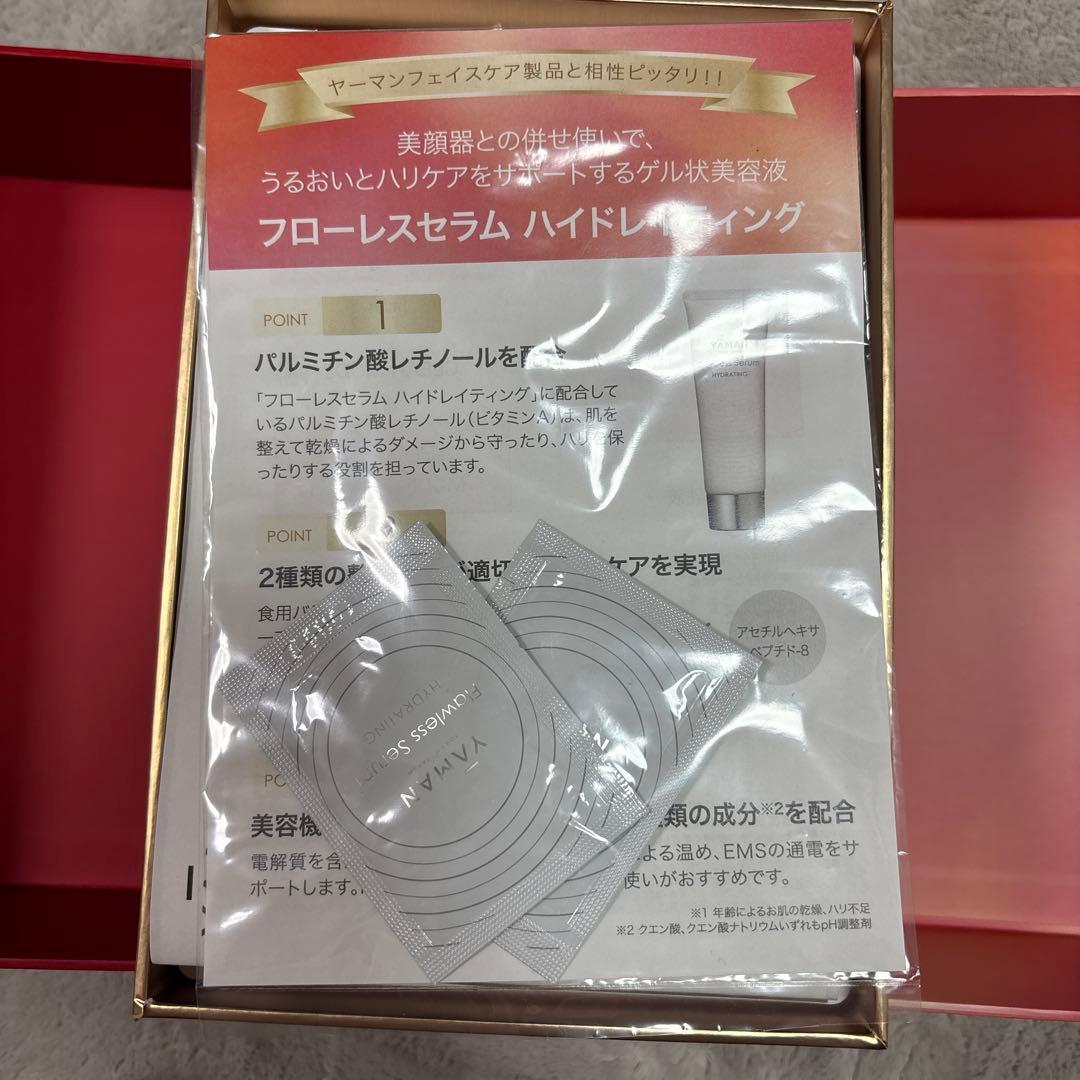 ヤーマンフェイスケア製品と相性ピッタリ!!
美顔器との併せ使いで、
うるおいとハリケアをサポートするゲル状美容液
フローレスセラム ハイドレイティング
POINT 1
パルミチン酸レチノールを配合
「フローレスセラム ハイドレイティング」に配合して
いるパルミチン酸レチノール(ビタミンA)は、肌を
整えて乾燥によるダメージから守ったり、ハリを保
ったりする役割を担っています。
YAMAN
Serum
HYDRATING
POINT
2種類の
適切
ケアを実現
食用
アセチルヘキサ
ペプチド-8
Flawless Serum
HYDRATING
YAMAN
美容機
類の成分※2を配合
電解質を含
よる温め、EMSの通電をサ
ポートします。
使いがおすすめです。
※1 年齢によるお肌の乾燥、ハリ不足
※2 クエン酸、クエン酸ナトリウムいずれもpH調整剤